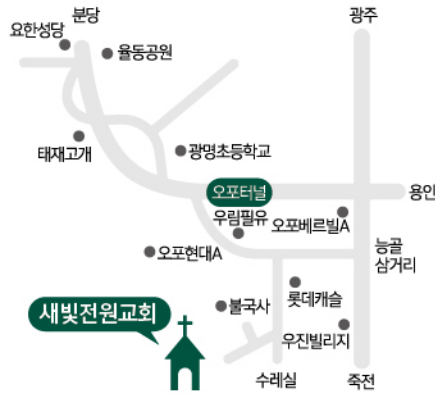 분당
광주
요한성당
율동공원
태재고개
광명초등학교
오포터널
용인
우림필유
오포베르빌A
능골
삼거리
오포현대A
롯데캐슬
불국사
새빛전원교회
우진빌리지
수레실
죽전